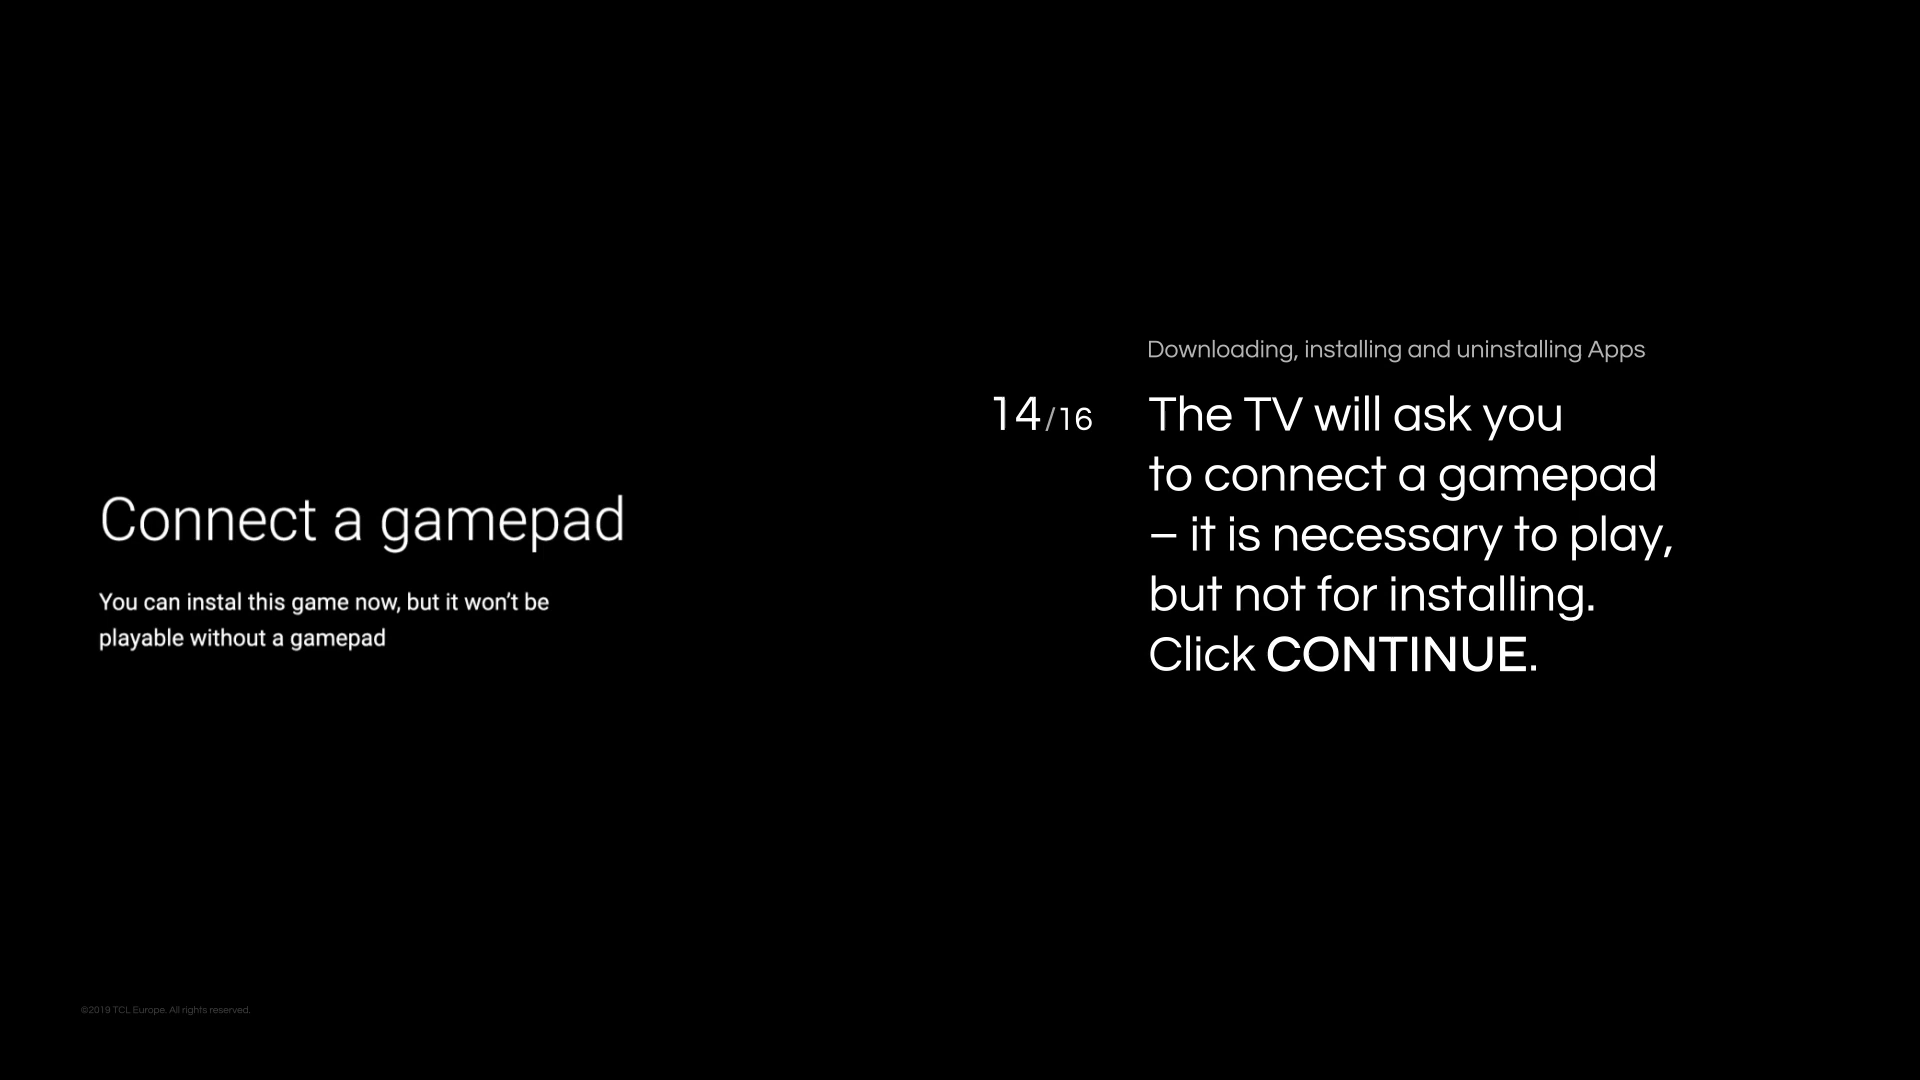 Connect a gamepad
You can instal this game now, but it won’t be
playable without a gamepad
Downloading, installing and uninstalling Apps
14/16
The TV will ask you
to connect a gamepad
– it is necessary to play,
but not for installing.
Click CONTINUE.
©2019 TCL Europe. All rights reserved.